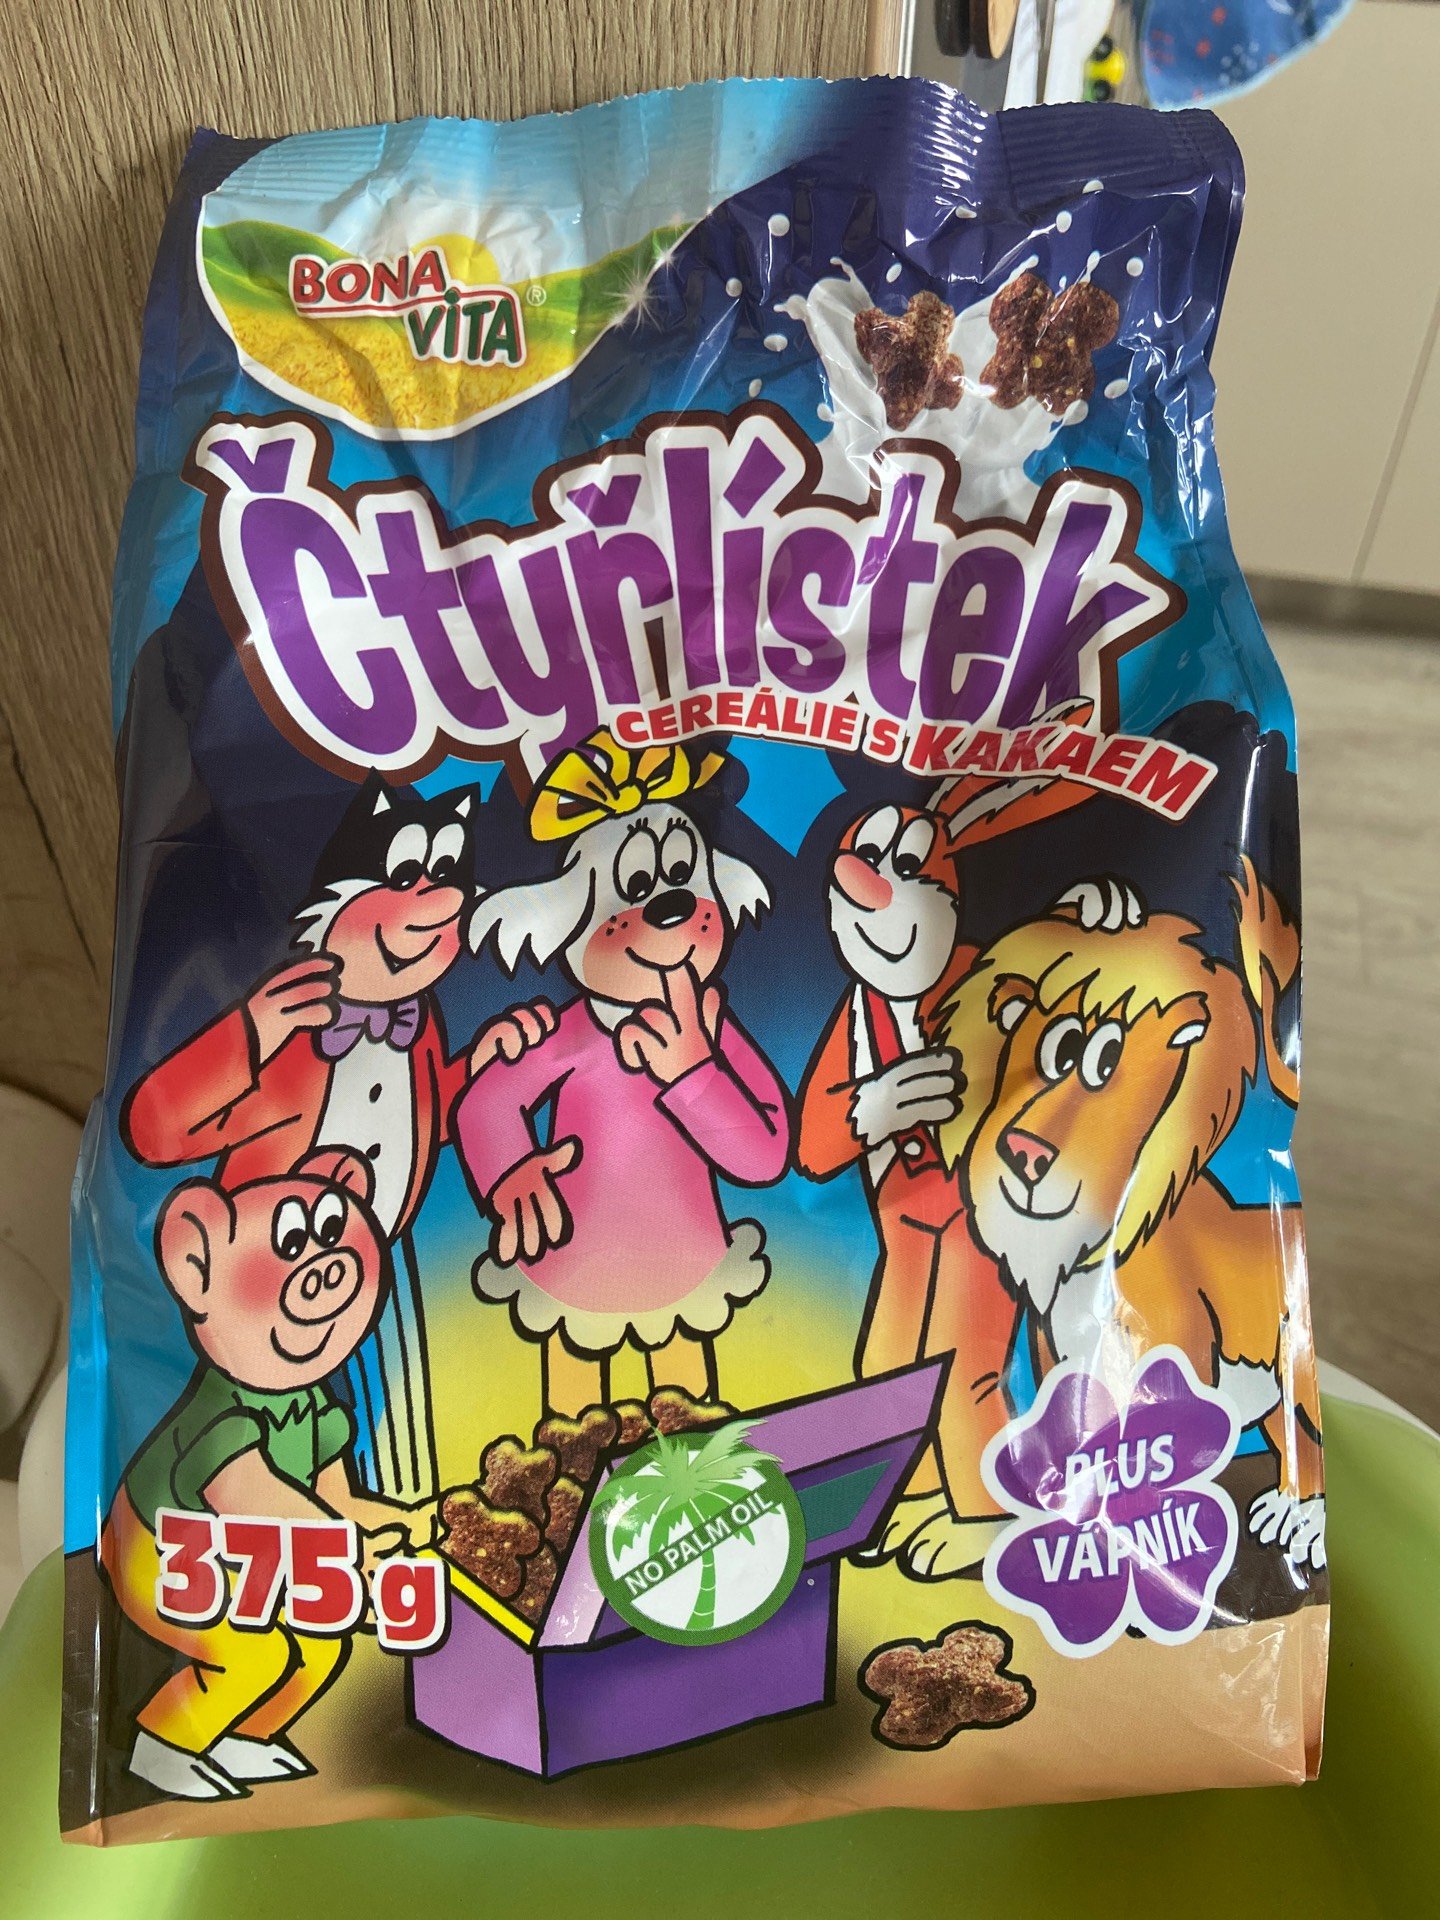 BONA
VITA®
Čtyřlístek
CEREÁLIE S KAKAEM
375 g
NO PALM OIL
PLUS
VÁPNÍK